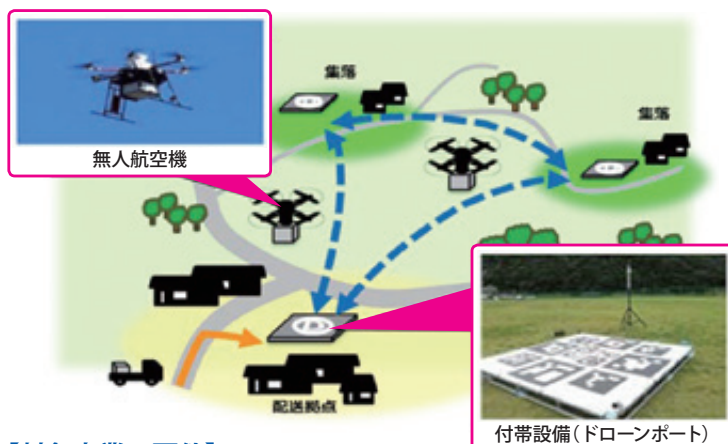 集落
集落
無人航空機
配送拠点
付帯設備（ドローンポート）